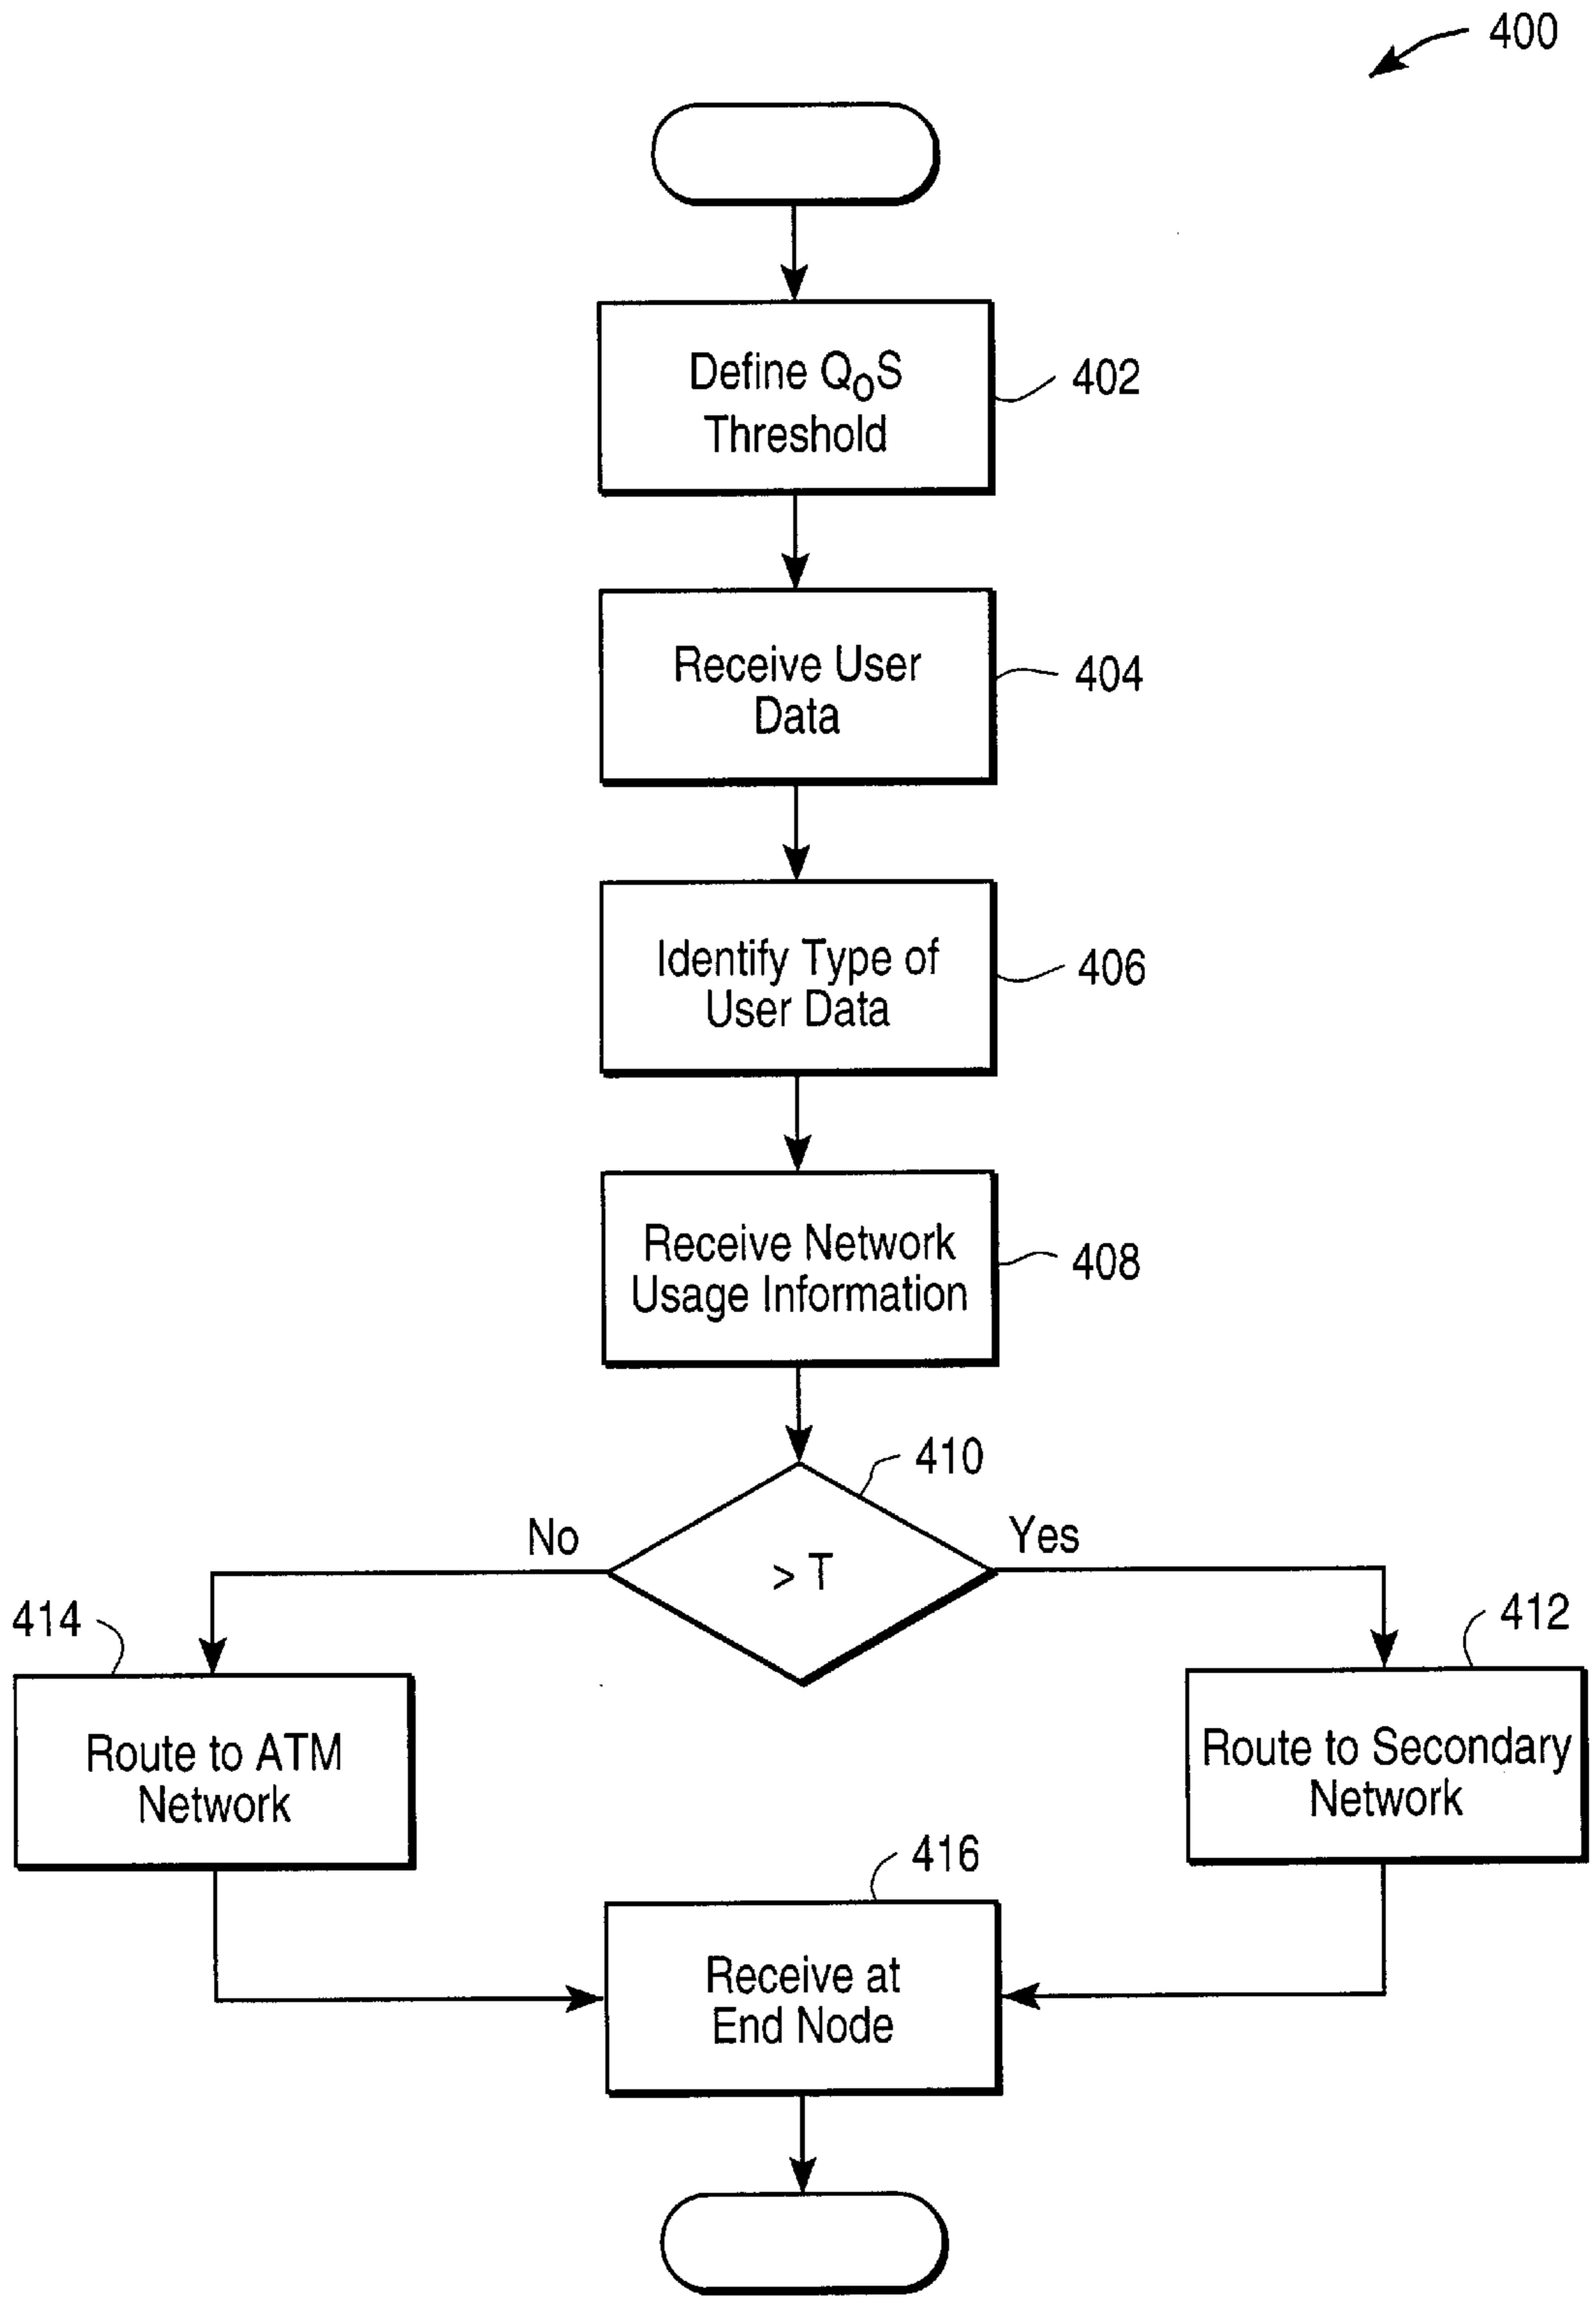 400
Define QoS
Threshold
402
Receive User
Data
404
Identify Type of
User Data
406
Receive Network
Usage Information
408
410
No
> T
Yes
414
412
Route to ATM
Network
Route to Secondary
Network
416
Receive at
End Node